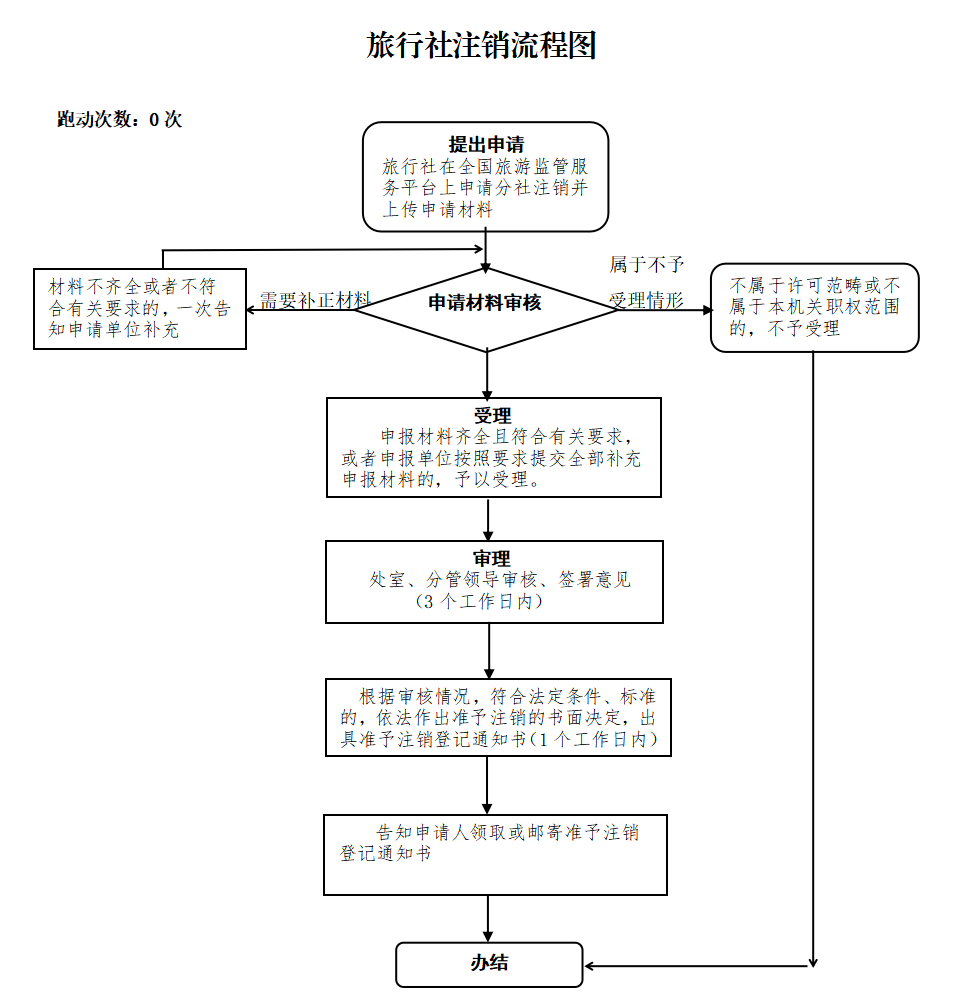 旅行社注销流程图
跑动次数：0 次
提出申请
旅行社在全国旅游监管服
务平台上申请分社注销并
上传申请材料
材料不齐全或者不符
合有关要求的，一次告
知申请单位补充
需要补正材料
申请材料审核
属于不予
受理情形
不属于许可范畴或不
属于本机关职权范围
的，不予受理
受理
申报材料齐全且符合有关要求，
或者申报单位按照要求提交全部补充
申报材料的，予以受理。
审理
处室、分管领导审核、签署意见
（3 个工作日内）
根据审核情况，符合法定条件、标准
的，依法作出准予注销的书面决定，出
具准予注销登记通知书（1 个工作日内）
告知申请人领取或邮寄准予注销
登记通知书
办结